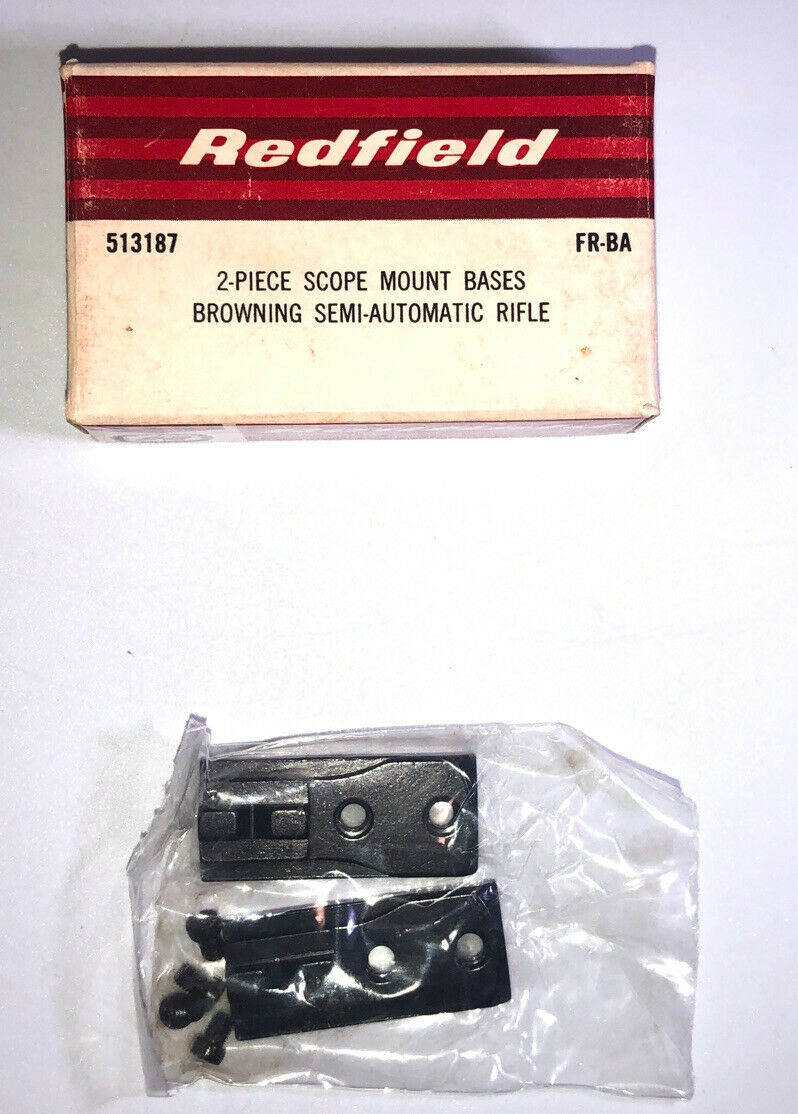 Redfield
513187 FR-BA
2-PIECE SCOPE MOUNT BASES
BROWNING SEMI-AUTOMATIC RIFLE